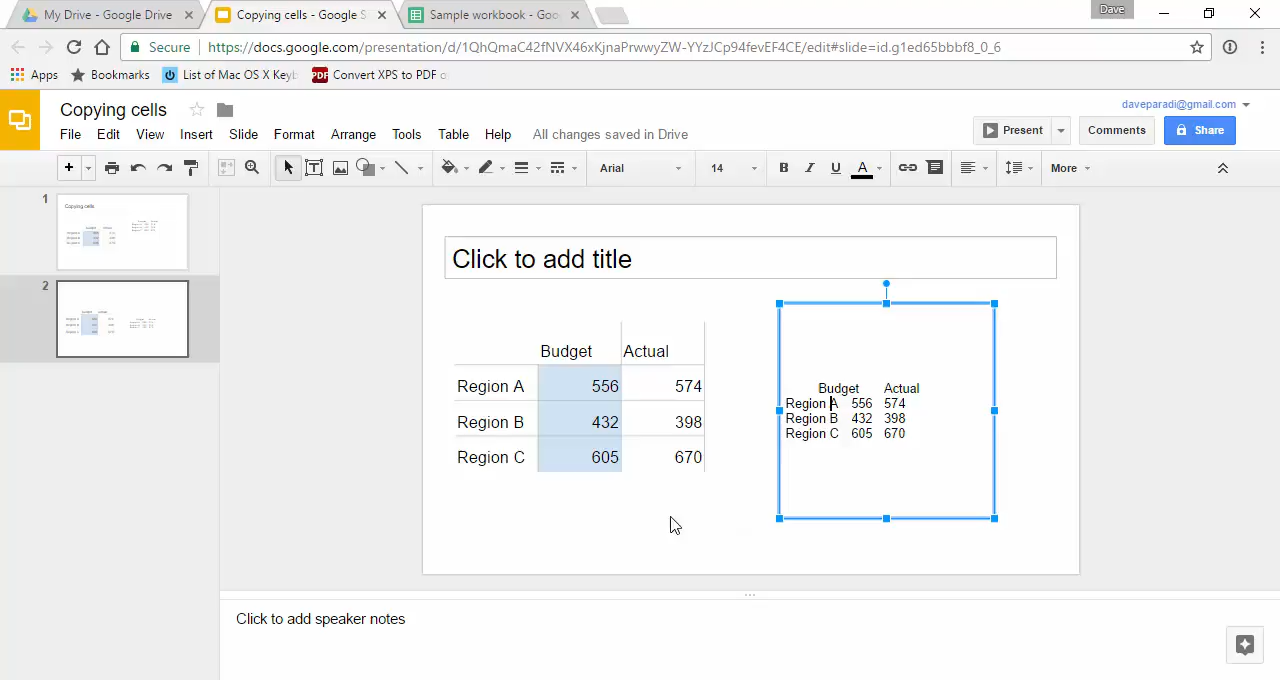 Dave
My Drive - Google Drive
Copying cells - Google S
Sample workbook - Goo
Secure
https://docs.google.com/presentation/d/1QhQmaC42fNVX46xKjnaPrwwyZW-YYzJCp94fevEF4CE/edit#slide=id.g1ed65bbbf8_0_6
Apps Bookmarks List of Mac OS X Keyb PDF Convert XPS to PDF o
Copying cells
daveparadi@gmail.com
File Edit View Insert Slide Format Arrange Tools Table Help All changes saved in Drive
Present Comments Share
Arial 14 B I U A More
1
Copying cells
2
Click to add title
Budget Actual
Region A 556 574
Region B 432 398
Region C 605 670
Budget Actual
Region A 556 574
Region B 432 398
Region C 605 670
Click to add speaker notes